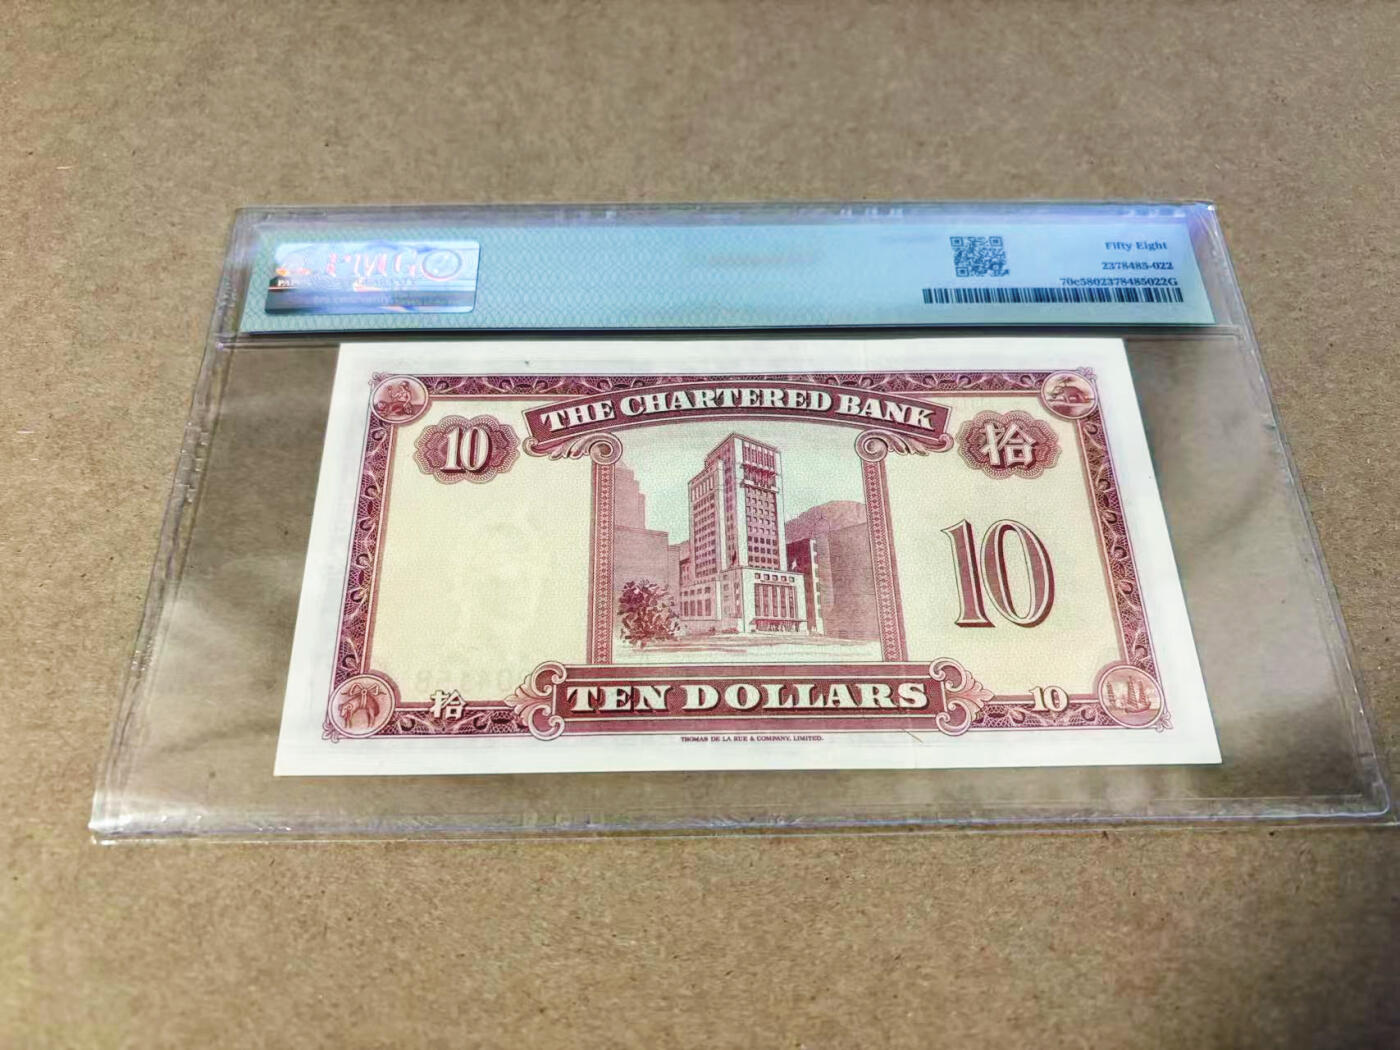 PMG
Fifty Eight
2378485-022
70c5802378485022G
THE CHARTERED BANK
10
拾
10
拾
TEN DOLLARS
10
THOMAS DE LA RUE & COMPANY, LIMITED.